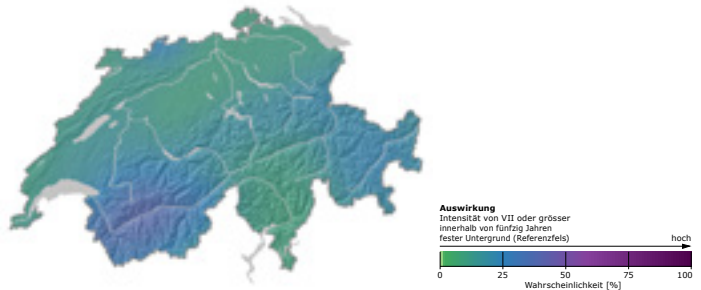 Auswirkung
Intensität von VII oder grösser
innerhalb von fünfzig Jahren
fester Untergrund (Referenzfels) hoch
0 25 50 75 100
Wahrscheinlichkeit [%]